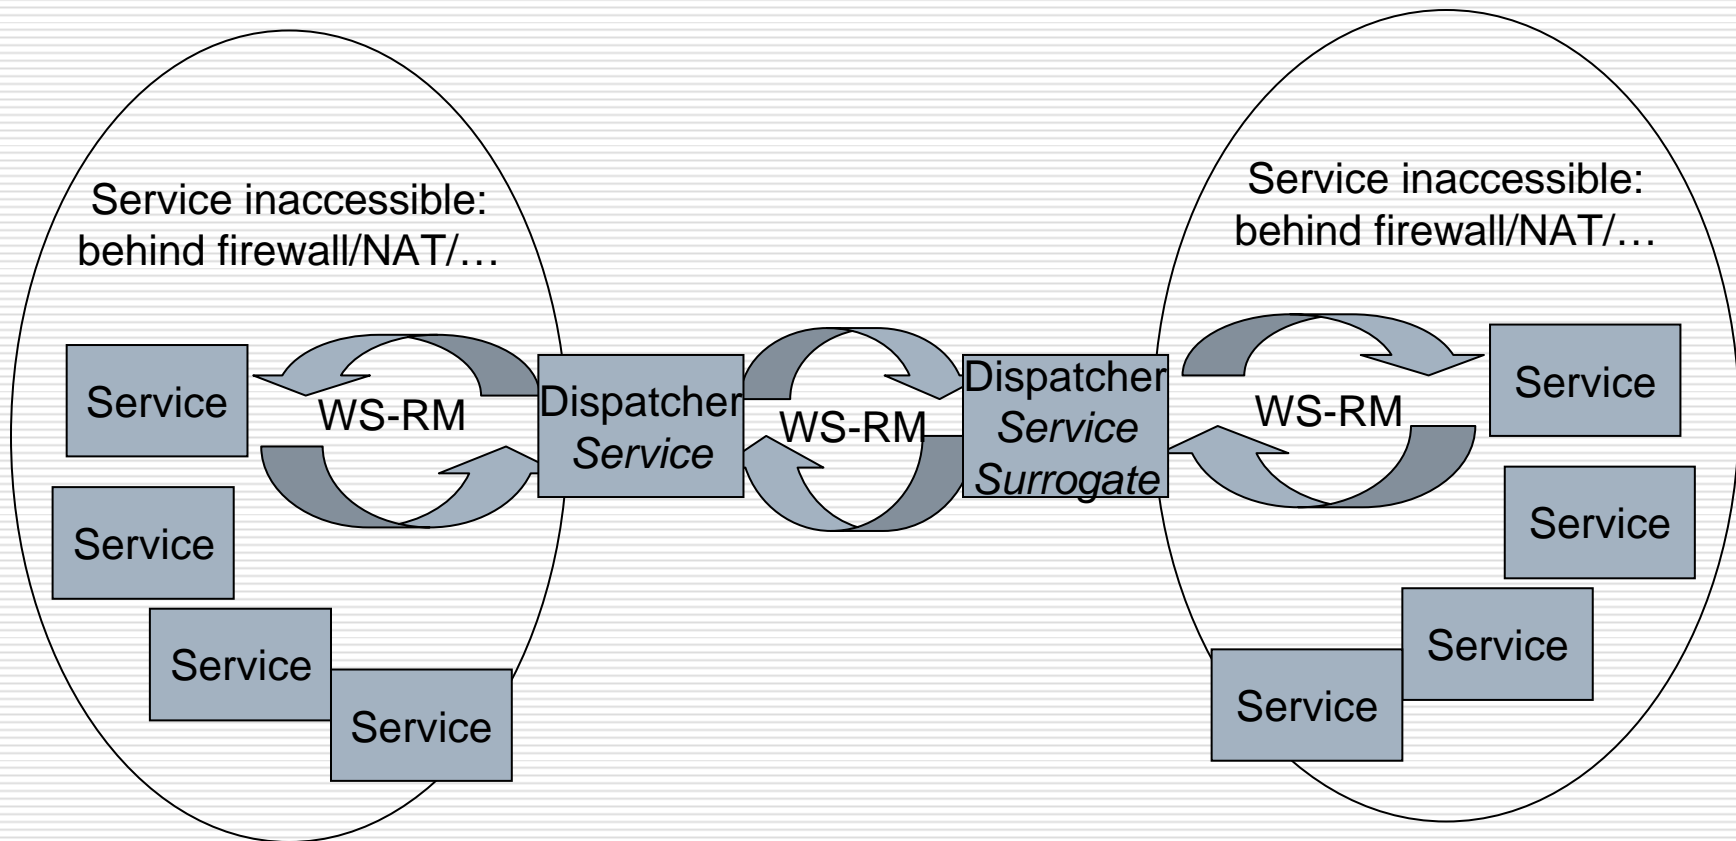 Service inaccessible:
behind firewall/NAT/…
Service inaccessible:
behind firewall/NAT/…
Service
WS-RM
Dispatcher
Service
WS-RM
Dispatcher
Service
Surrogate
WS-RM
Service
Service
Service
Service
Service
Service
Service